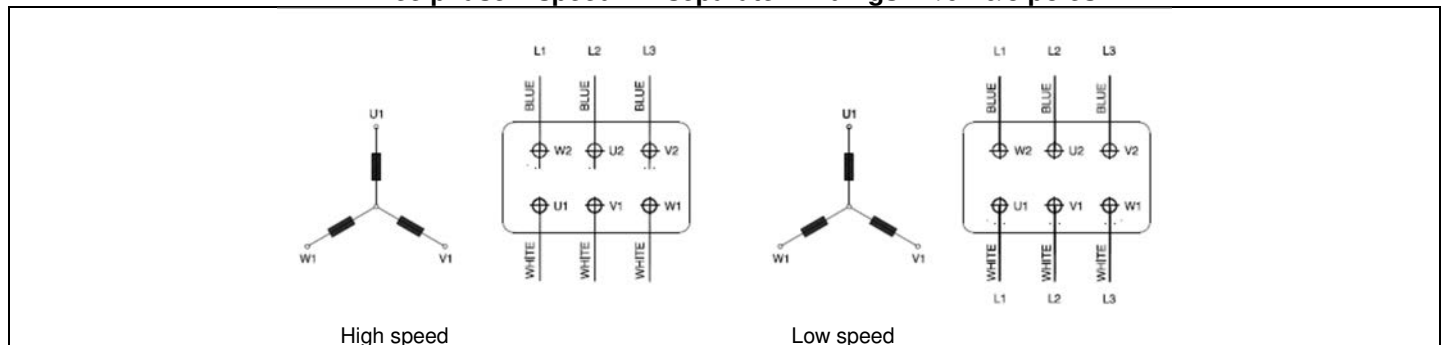 L1 L2 L3
BLUE BLUE BLUE
U1
W2 U2 V2
U1 V1 W1
W1 V1
WHITE WHITE WHITE
High speed
L1 L2 L3
BLUE BLUE BLUE
U1
W2 U2 V2
U1 V1 W1
W1 V1
WHITE WHITE WHITE
L1 L2 L3
Low speed